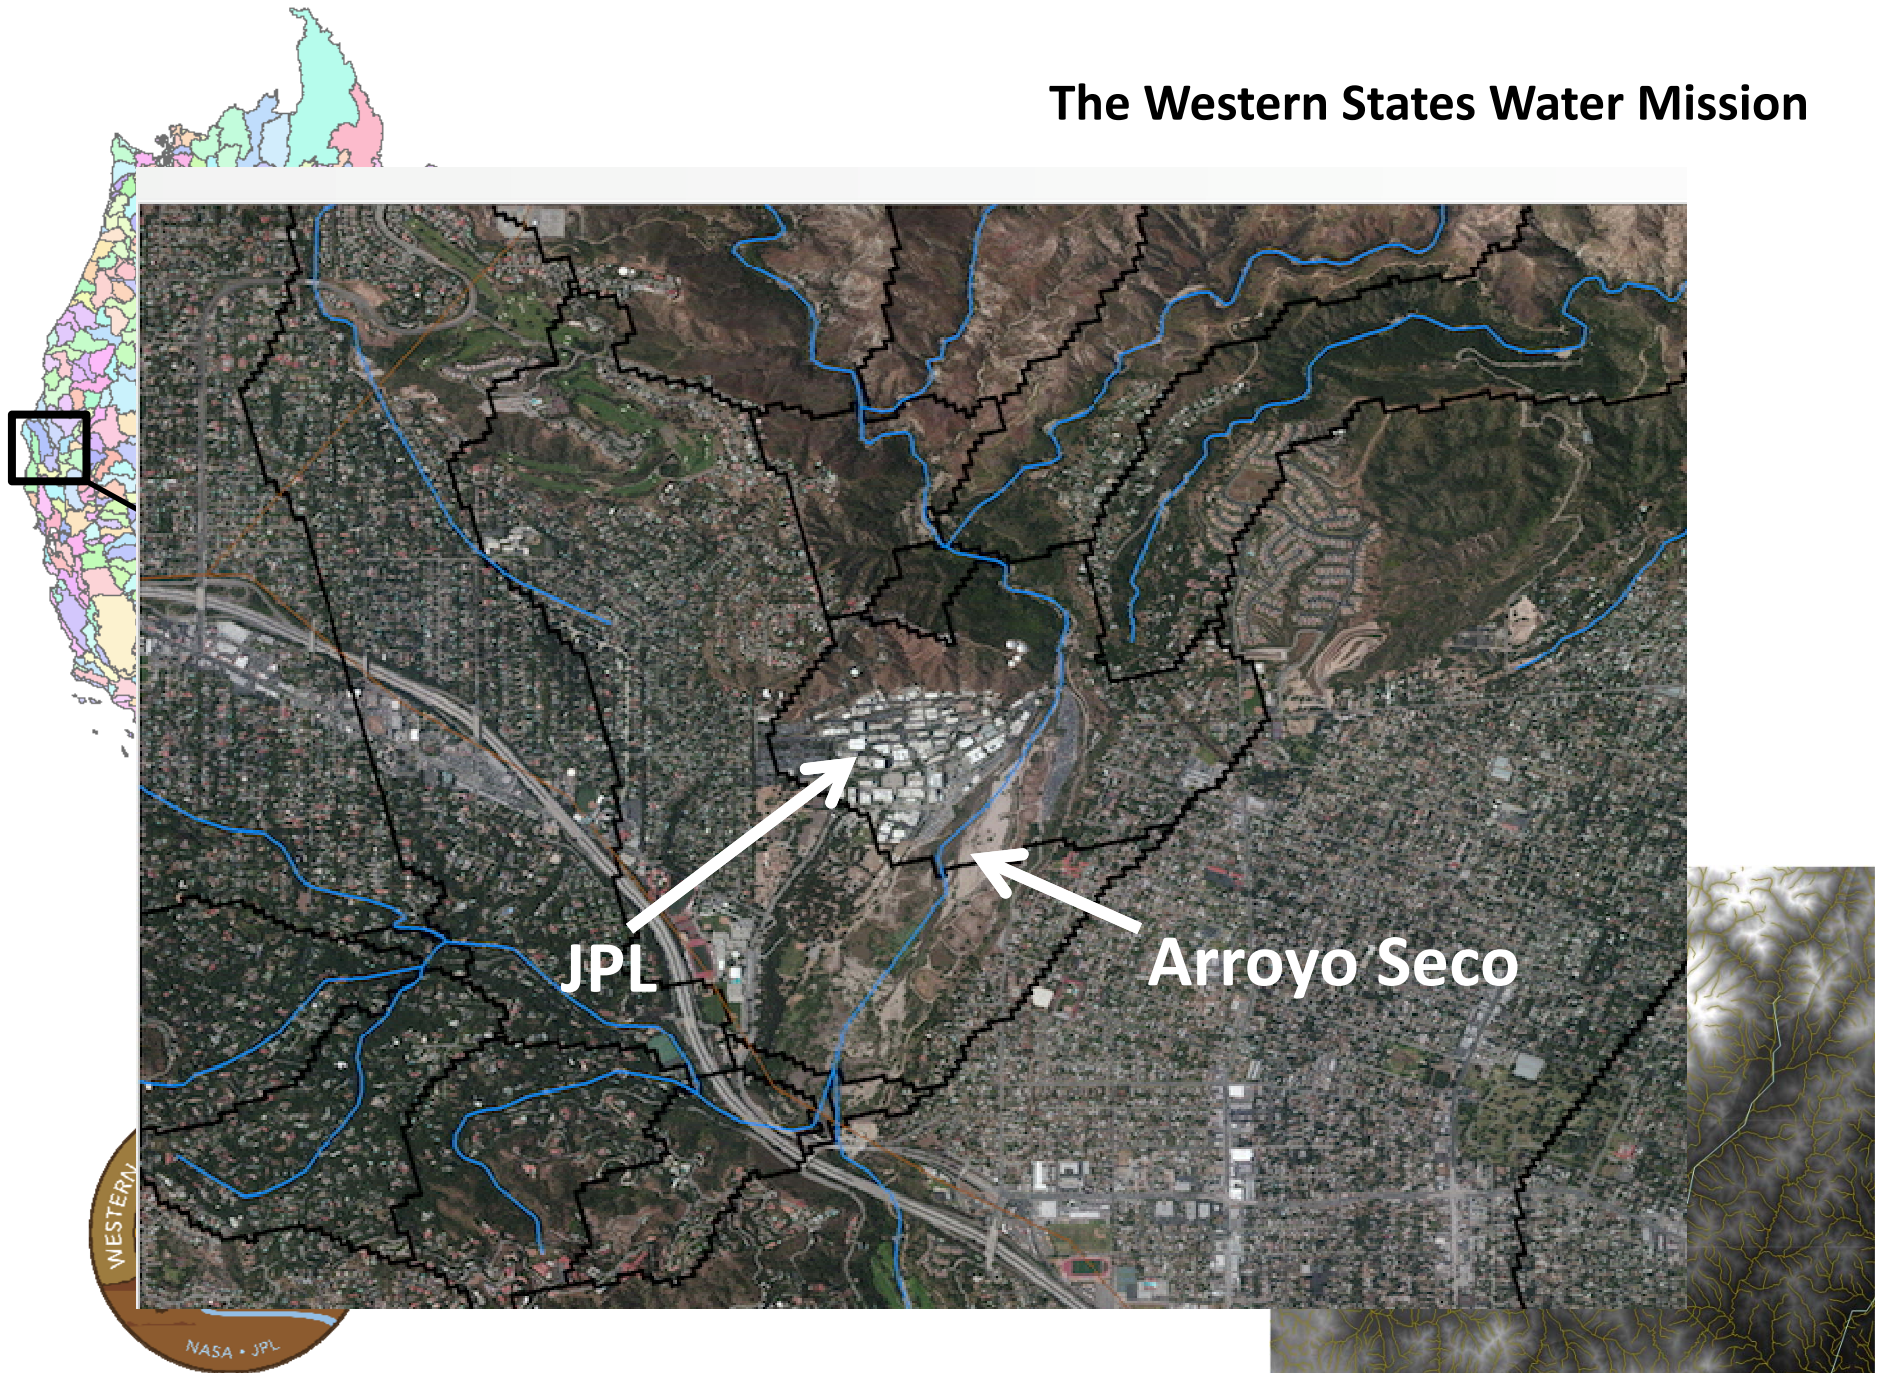 The Western States Water Mission
JPL
Arroyo Seco
WESTERN
NASA • JPL